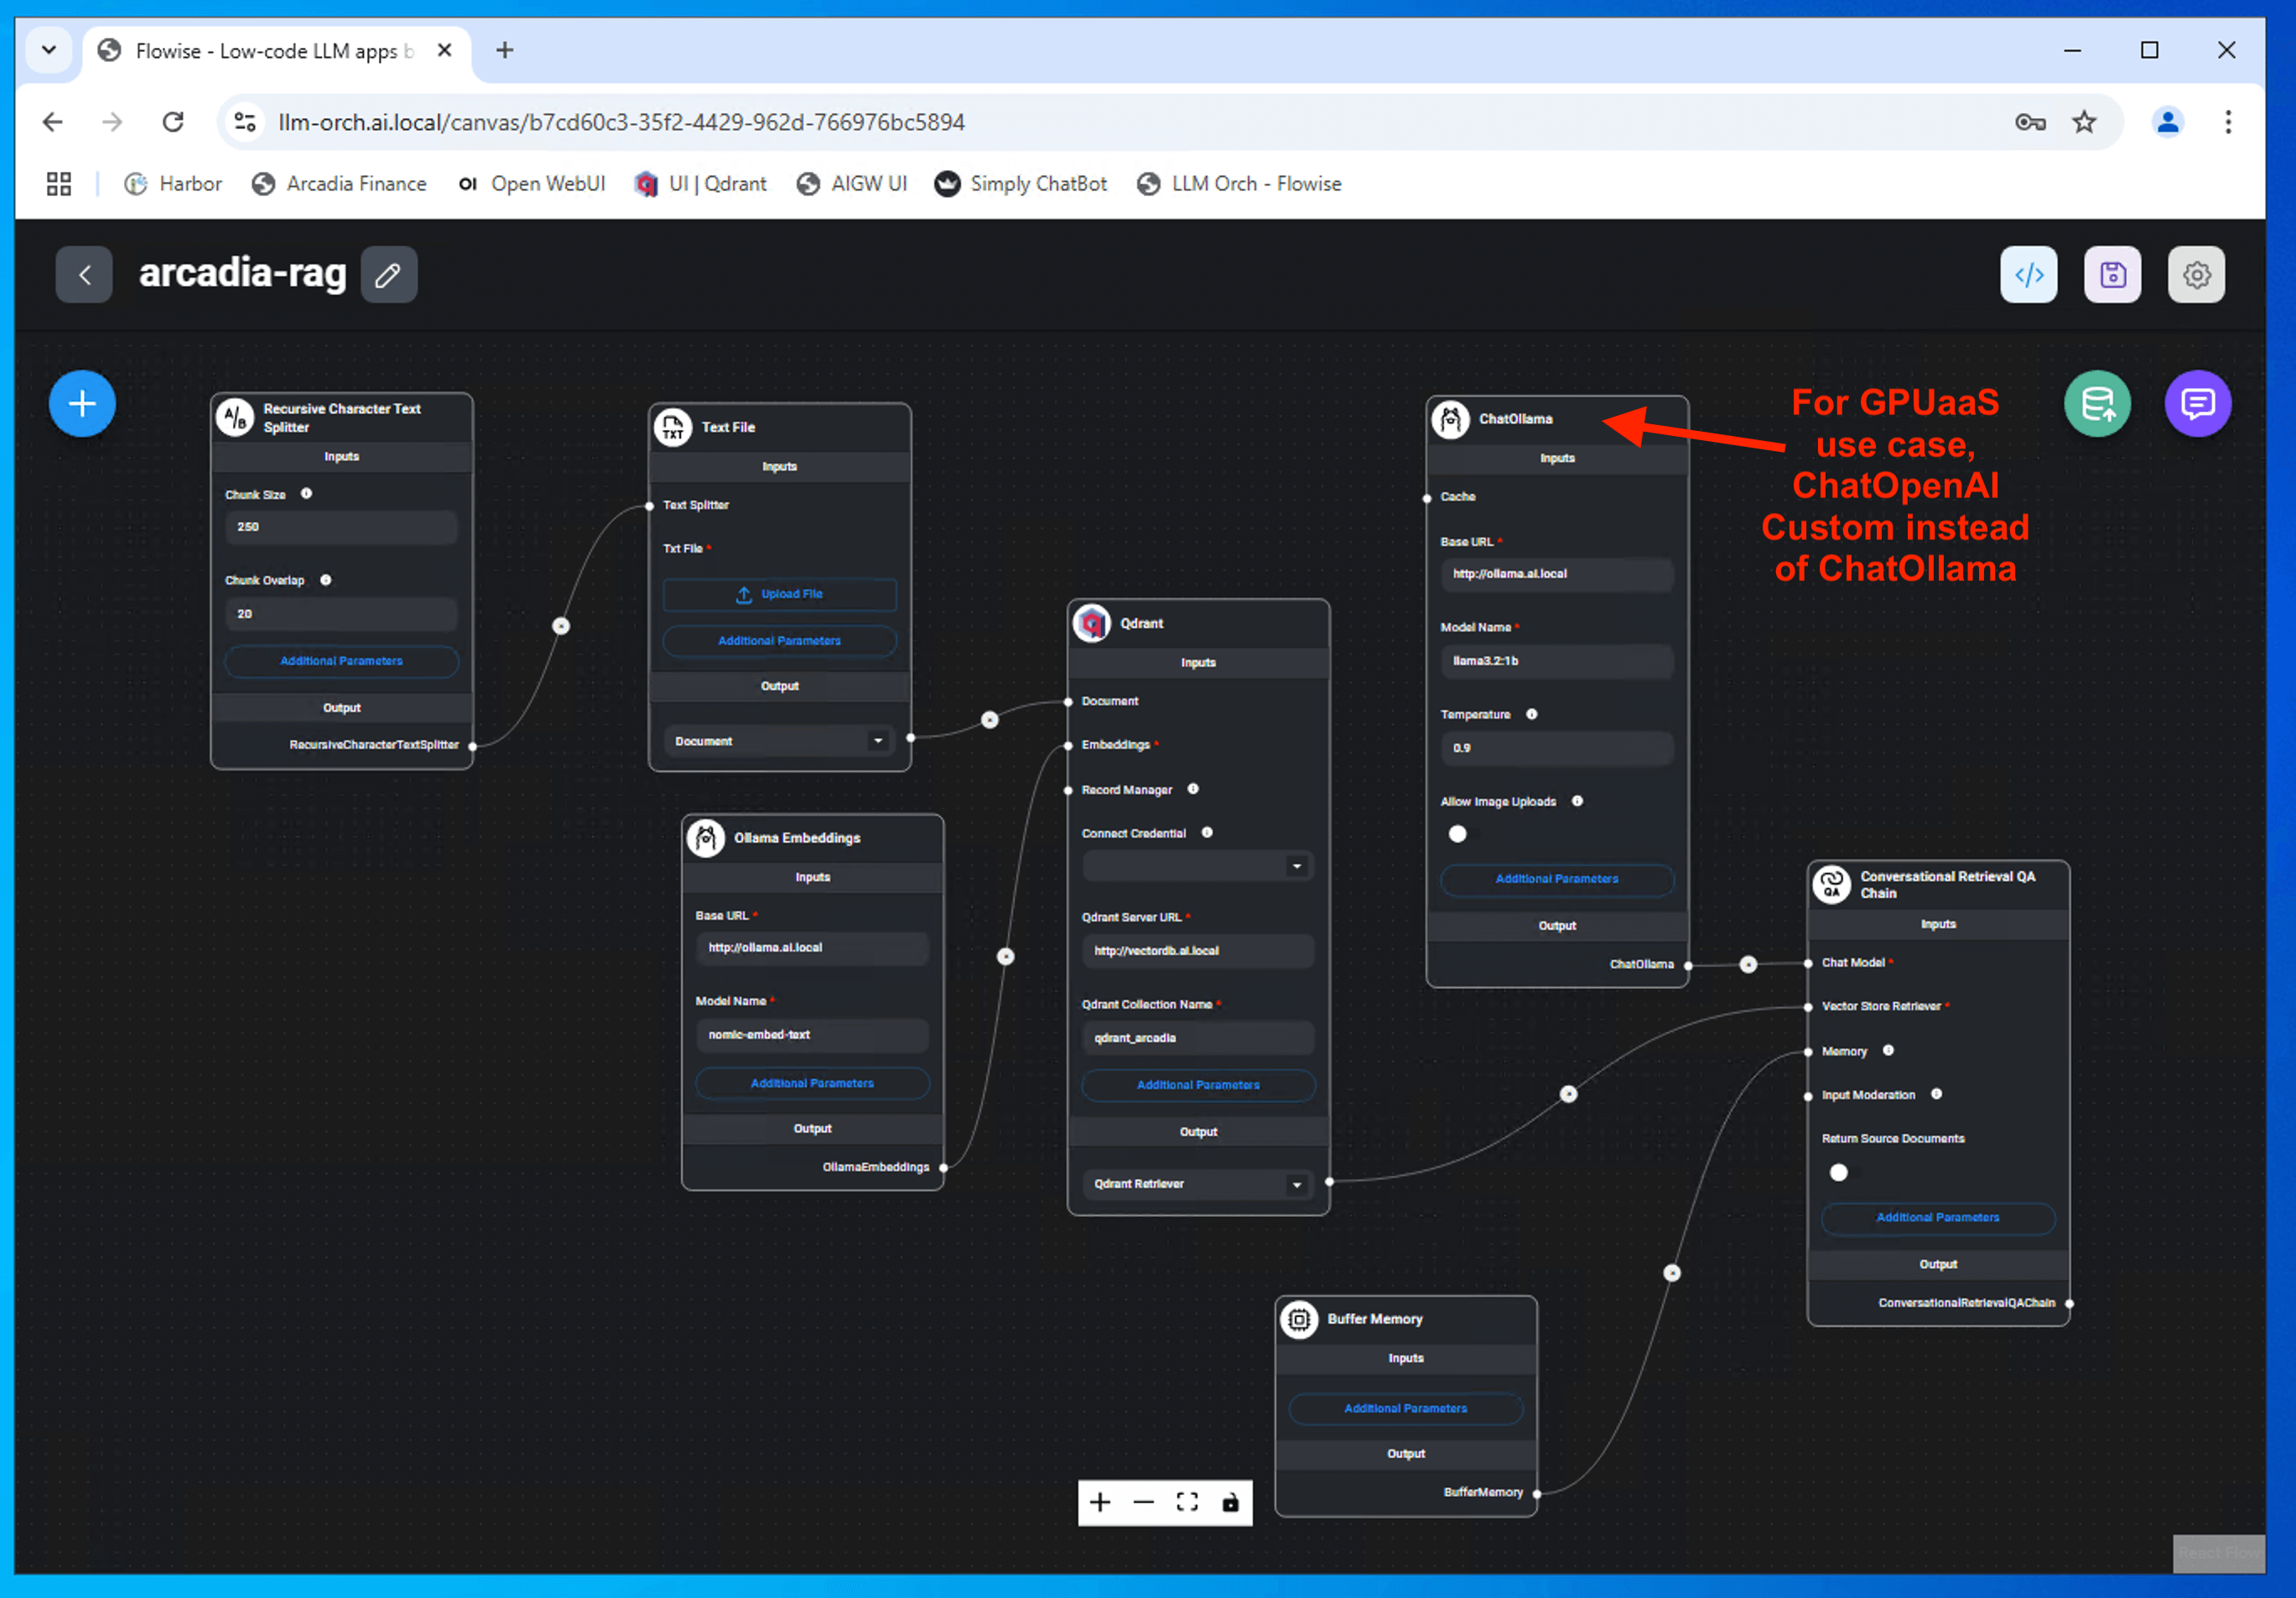 Flowise - Low-code LLM apps b
llm-orch.ai.local/canvas/b7cd60c3-35f2-4429-962d-766976bc5894
Harbor
Arcadia Finance
OI Open WebUI
UI | Qdrant
AIGW UI
Simply ChatBot
LLM Orch - Flowise
arcadia-rag
</>
A/B
Recursive Character Text
Splitter
Inputs
Chunk Size
250
Chunk Overlap
20
Additional Parameters
Output
RecursiveCharacterTextSplitter
TXT
Text File
Inputs
Text Splitter
Txt File *
Upload File
Additional Parameters
Output
Document
Ollama Embeddings
Inputs
Base URL *
http://ollama.ai.local
Model Name *
nomic-embed-text
Additional Parameters
Output
OllamaEmbeddings
Qdrant
Inputs
Document
Embeddings *
Record Manager
Connect Credential
Qdrant Server URL *
http://vectordb.ai.local
Qdrant Collection Name *
qdrant_arcadia
Additional Parameters
Output
Qdrant Retriever
ChatOllama
Inputs
Cache
Base URL *
http://ollama.ai.local
Model Name *
llama3.2:1b
Temperature
0.9
Allow Image Uploads
Additional Parameters
Output
ChatOllama
For GPUaaS
use case,
ChatOpenAI
Custom instead
of ChatOllama
QA
Conversational Retrieval QA
Chain
Inputs
Chat Model *
Vector Store Retriever *
Memory
Input Moderation
Return Source Documents
Additional Parameters
Output
ConversationalRetrievalQAChain
Buffer Memory
Inputs
Additional Parameters
Output
BufferMemory
React Flow